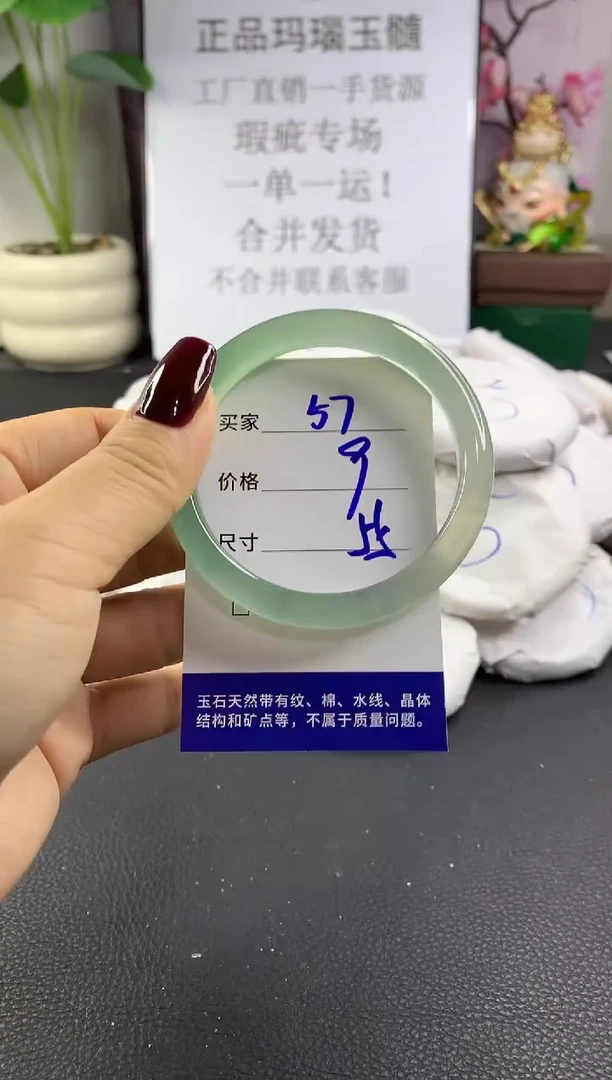 正品玛瑙玉髓
工厂直销一手货源
瑕疵专场
一单一运！
合并发货
不合并联系客服
买家 57
价格
尺寸
玉石天然带有纹、棉、水线、晶体
结构和矿点等，不属于质量问题。